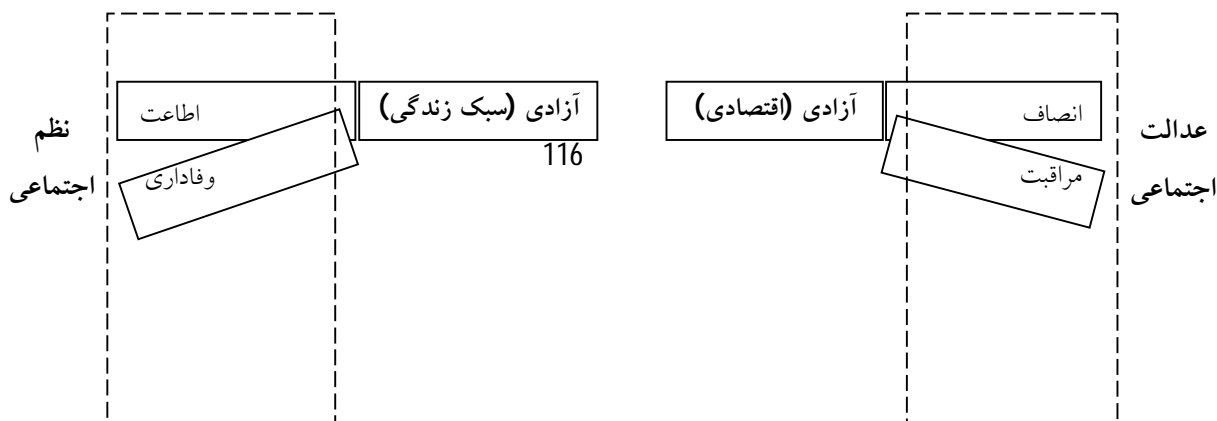 انصاف
آزادی (اقتصادی)
آزادی (سبک زندگی)
اطاعت
عدالت
اجتماعی
مراقبت
116
وفاداری
نظم
اجتماعی